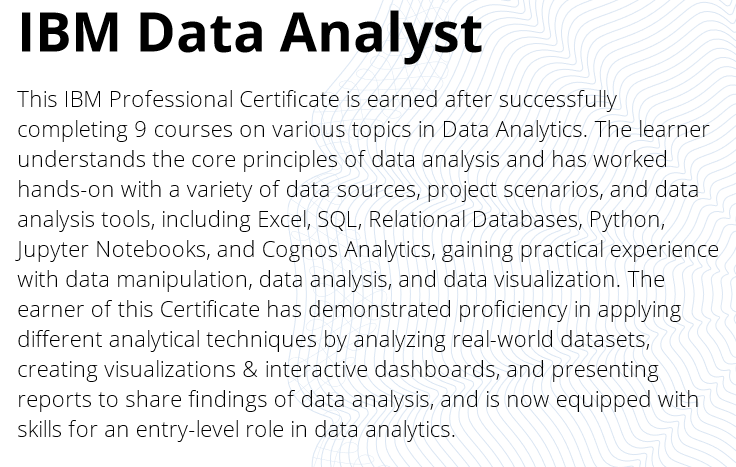 IBM Data Analyst
This IBM Professional Certificate is earned after successfully
completing 9 courses on various topics in Data Analytics. The learner
understands the core principles of data analysis and has worked
hands-on with a variety of data sources, project scenarios, and data
analysis tools, including Excel, SQL, Relational Databases, Python,
Jupyter Notebooks, and Cognos Analytics, gaining practical experience
with data manipulation, data analysis, and data visualization. The
earner of this Certificate has demonstrated proficiency in applying
different analytical techniques by analyzing real-world datasets,
creating visualizations & interactive dashboards, and presenting
reports to share findings of data analysis, and is now equipped with
skills for an entry-level role in data analytics.